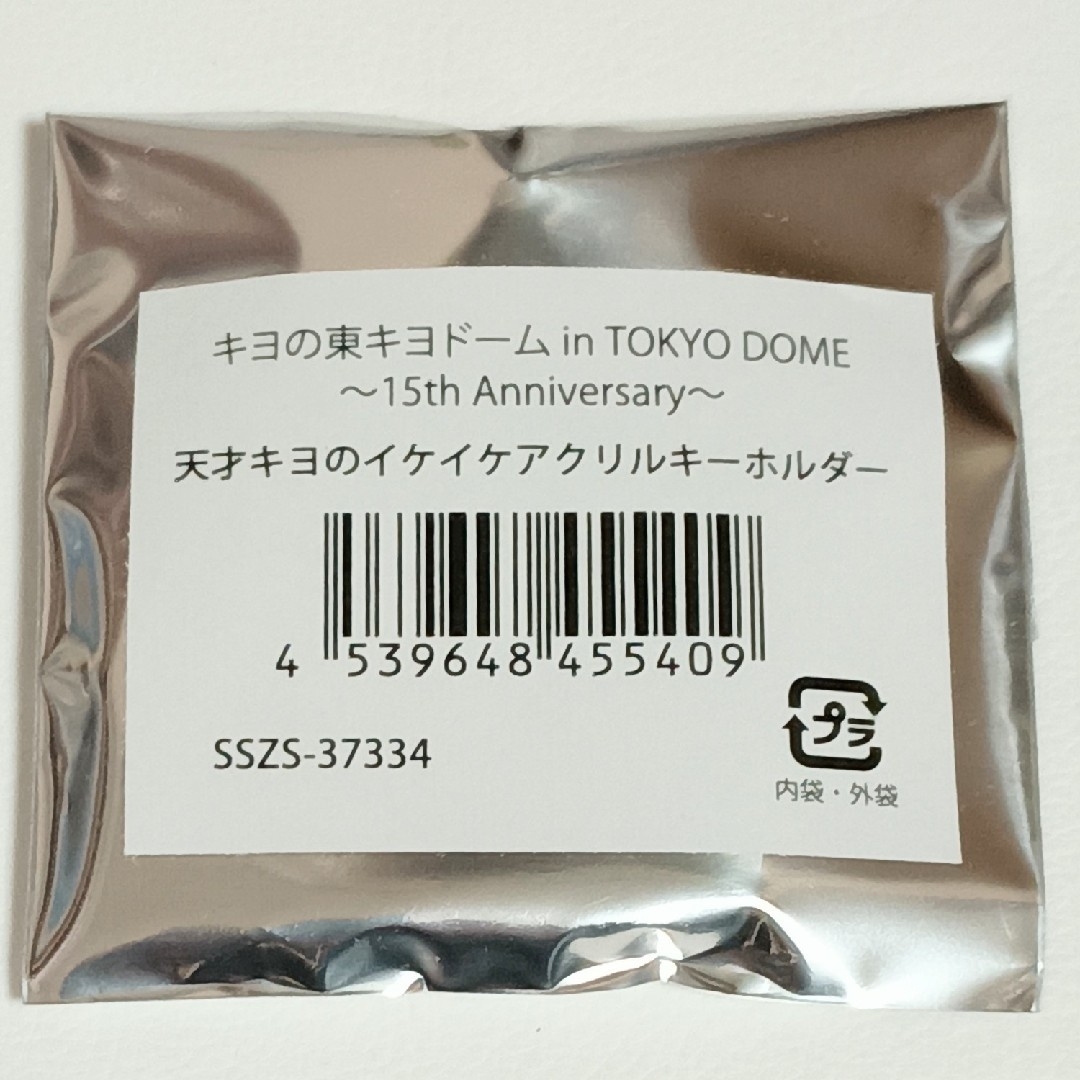 キヨの東キヨドーム in TOKYO DOME
～15th Anniversary～
天才キヨのイケイケアクリルキーホルダー
4 539648 455409
SSZS-37334
プラ
内袋・外袋